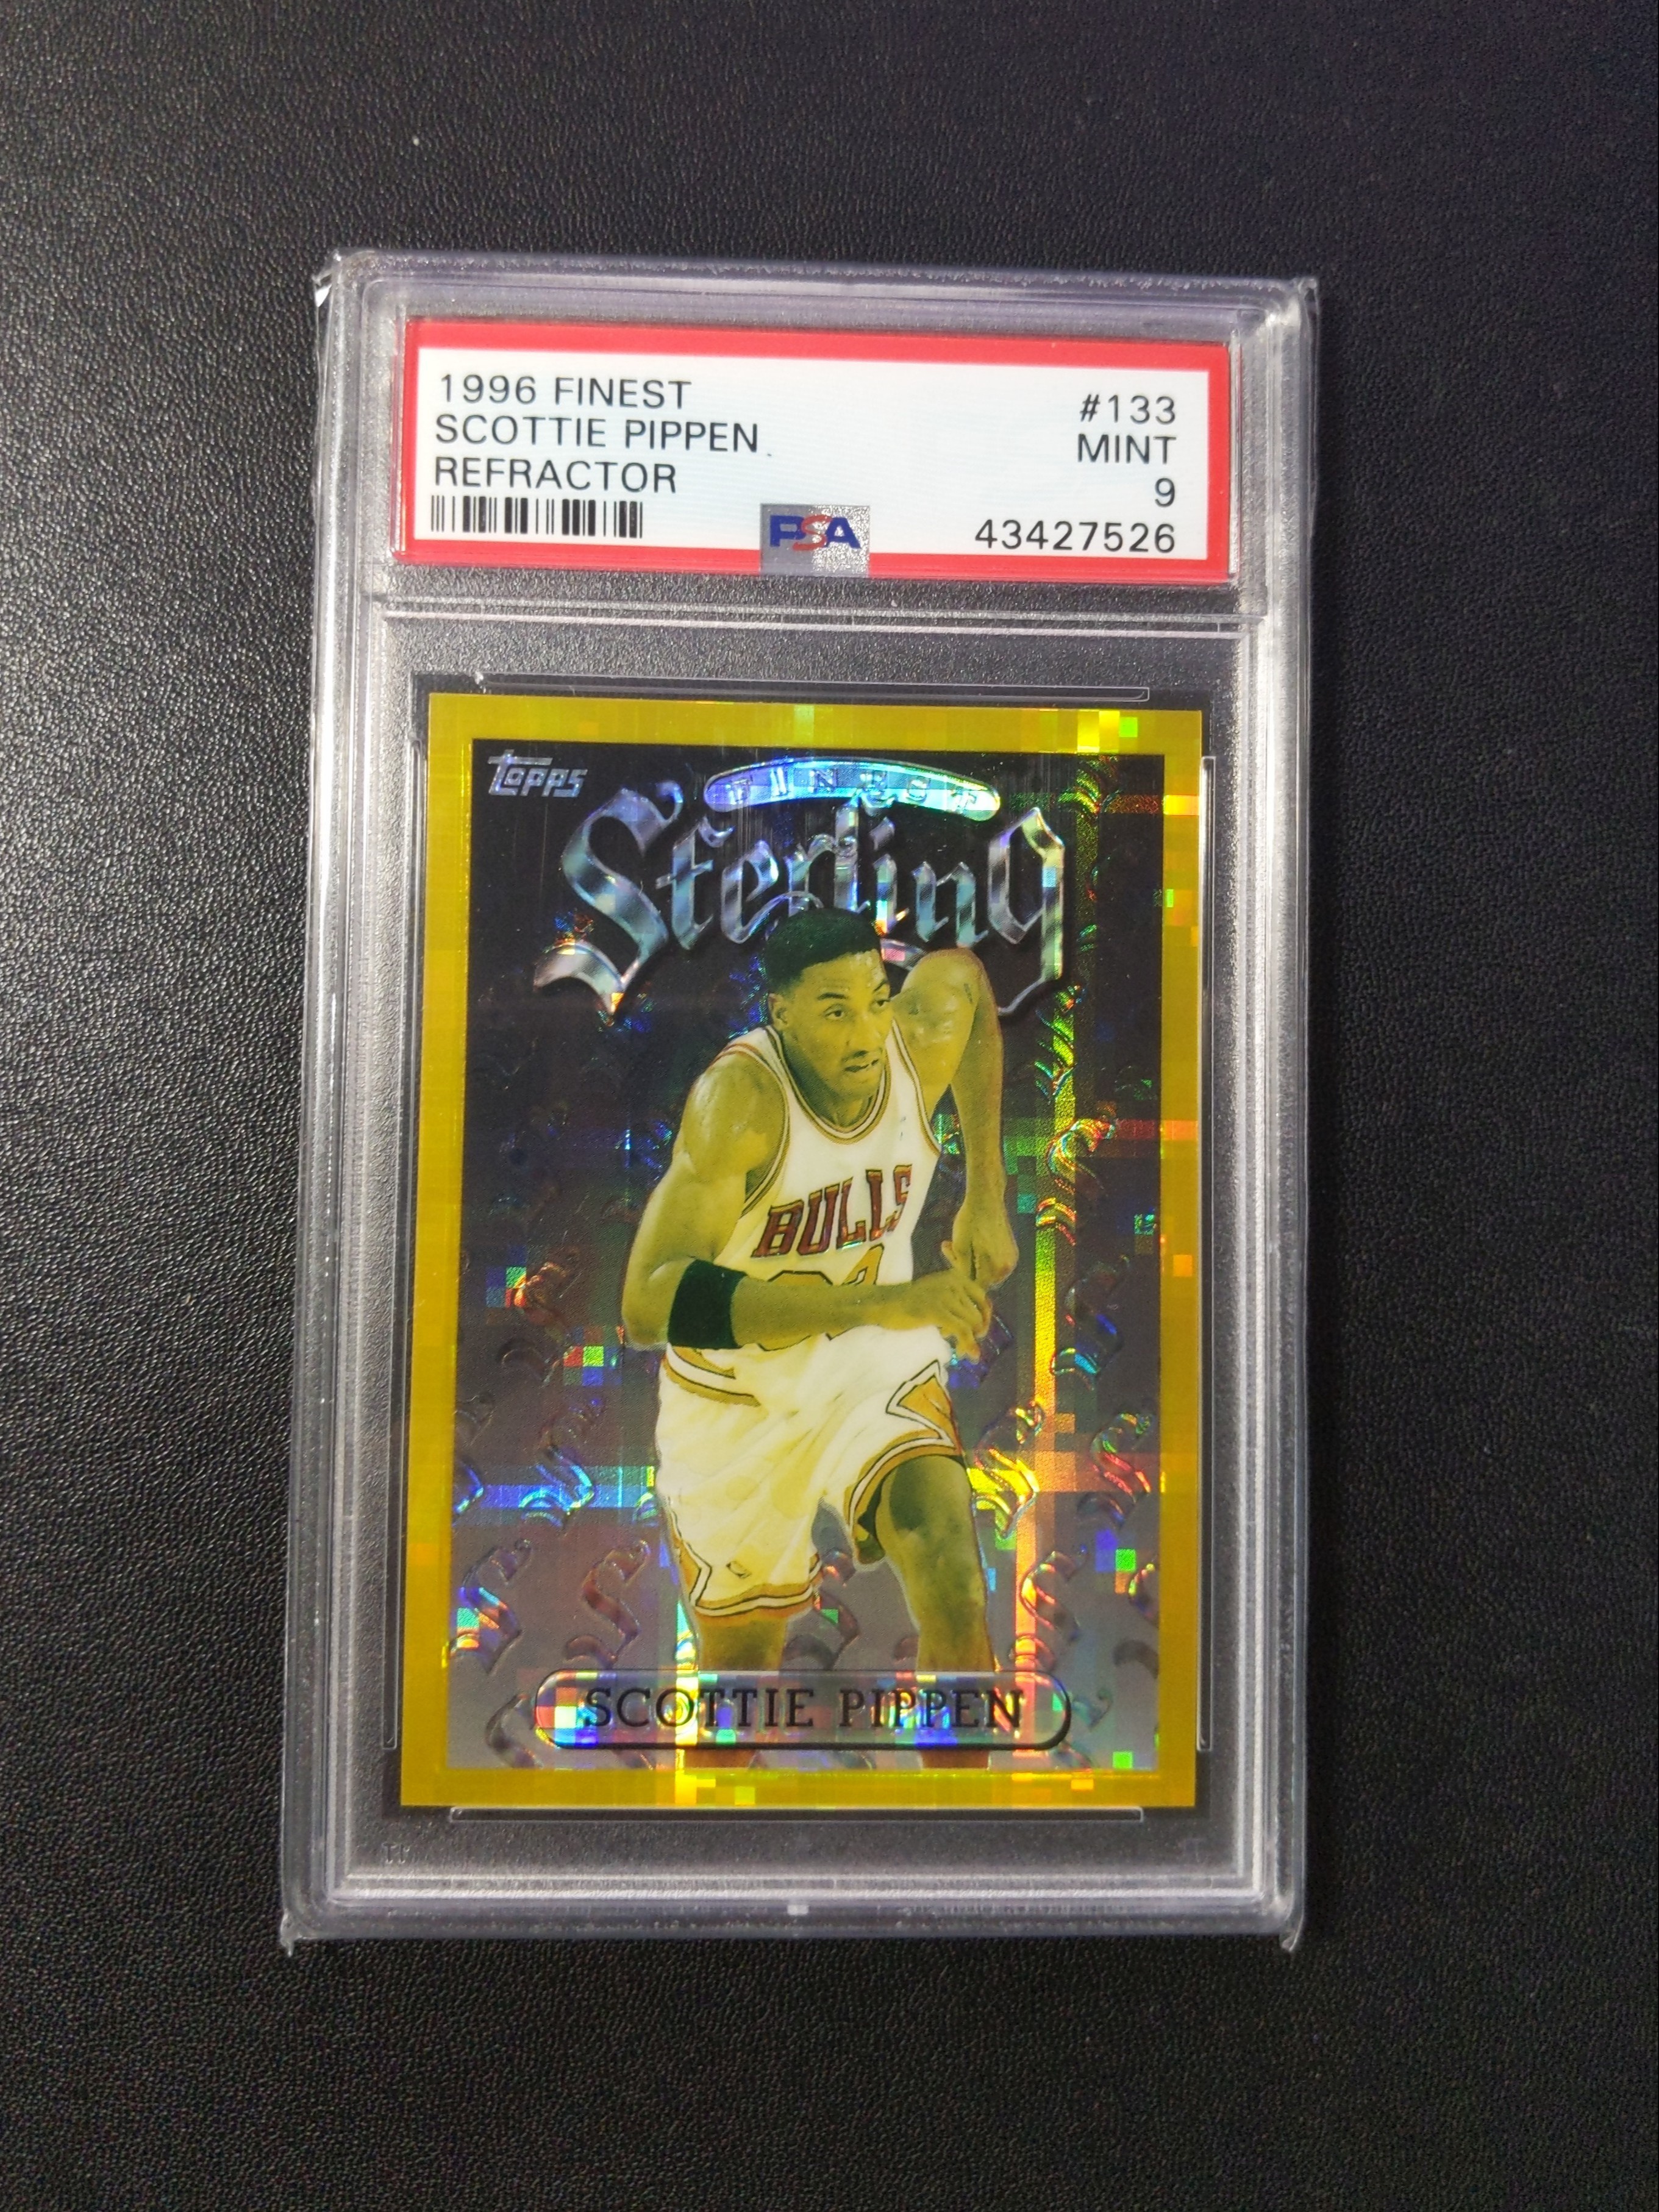 1996 FINEST
SCOTTIE PIPPEN
REFRACTOR
#133
MINT
9
43427526
PSA
TOPPS
FINEST
Sterling
BULLS
SCOTTIE PIPPEN